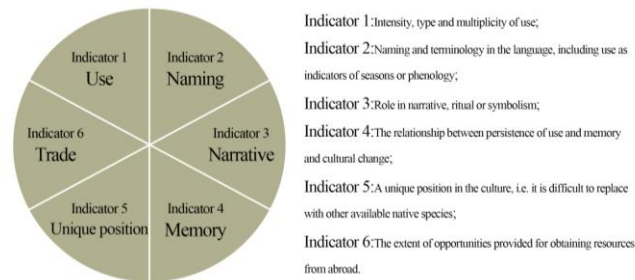 Indicator 1
Use
Indicator 2
Naming
Indicator 6
Trade
Indicator 3
Narrative
Indicator 5
Unique position
Indicator 4
Memory
Indicator 1:Intensity, type and multiplicity of use;
Indicator 2:Naming and terminology in the language, including use as
indicators of seasons or phenology;
Indicator 3:Role in narrative, ritual or symbolism;
Indicator 4:The relationship between persistence of use and memory
and cultural change;
Indicator 5:A unique position in the culture, i.e. it is difficult to replace
with other available native species;
Indicator 6:The extent of opportunities provided for obtaining resources
from abroad.